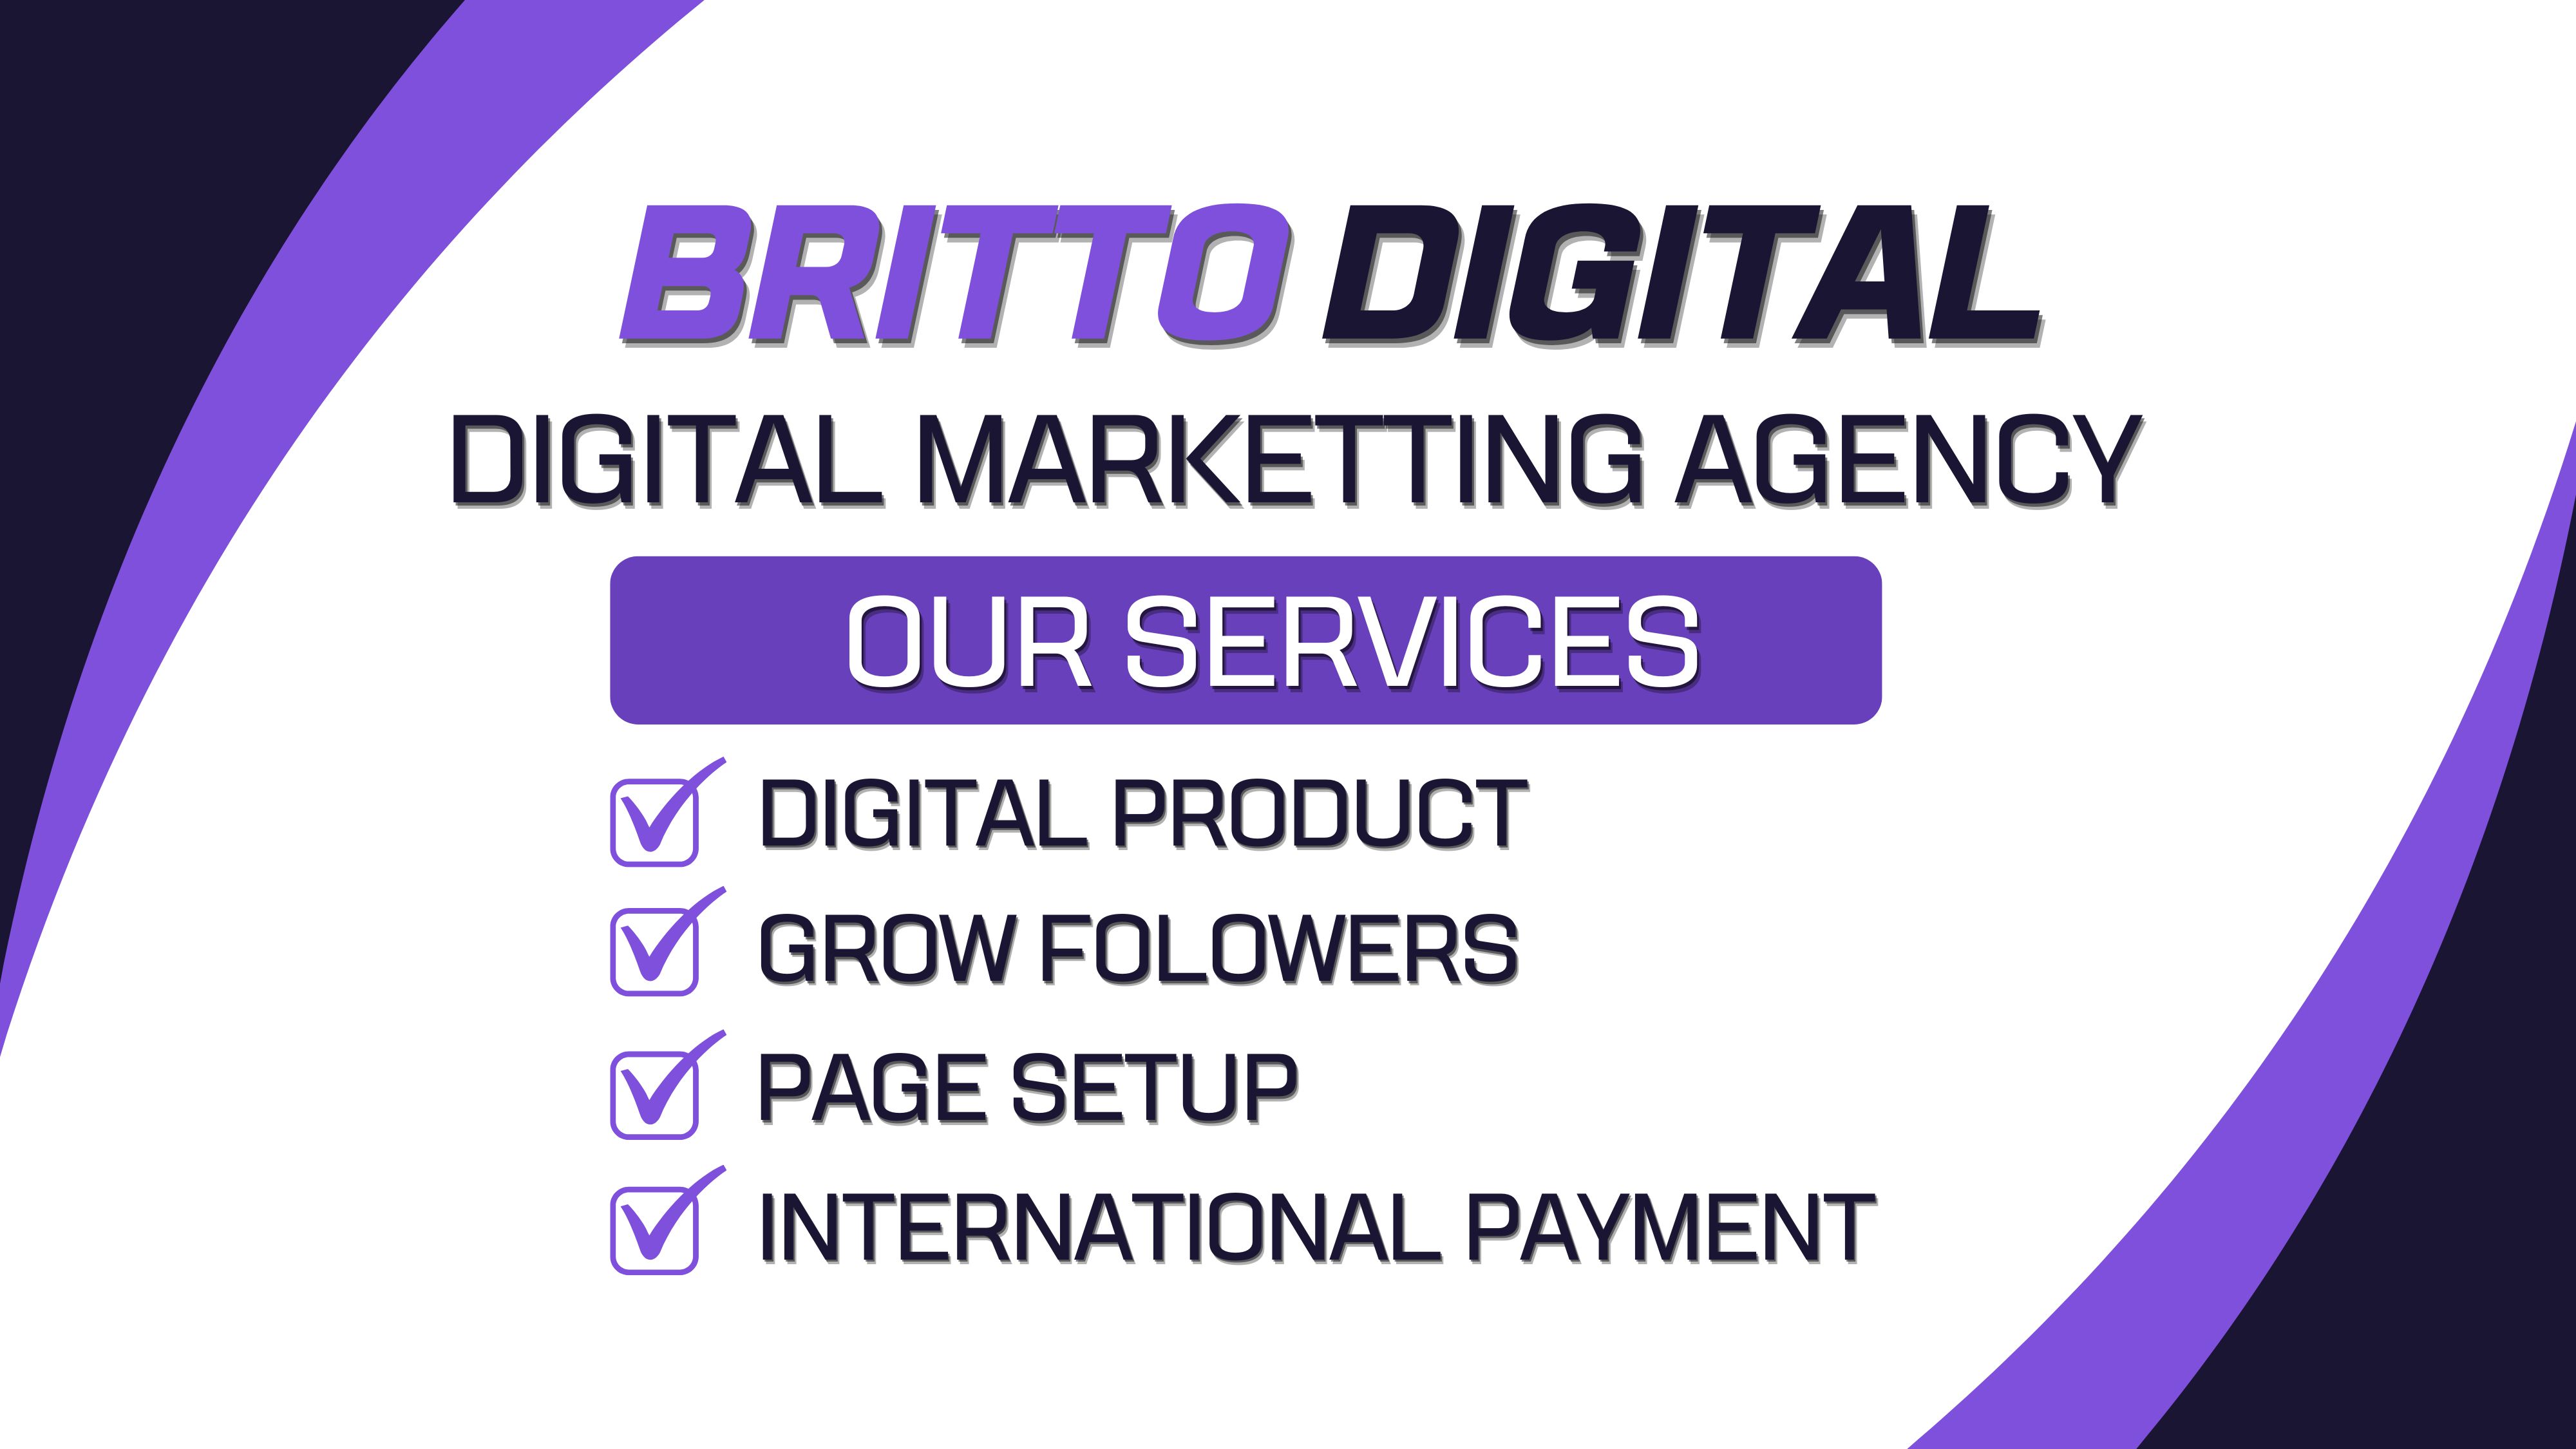 BRITTO DIGITAL
DIGITAL MARKETTING AGENCY
OUR SERVICES
DIGITAL PRODUCT
GROW FOLOWERS
PAGE SETUP
INTERNATIONAL PAYMENT